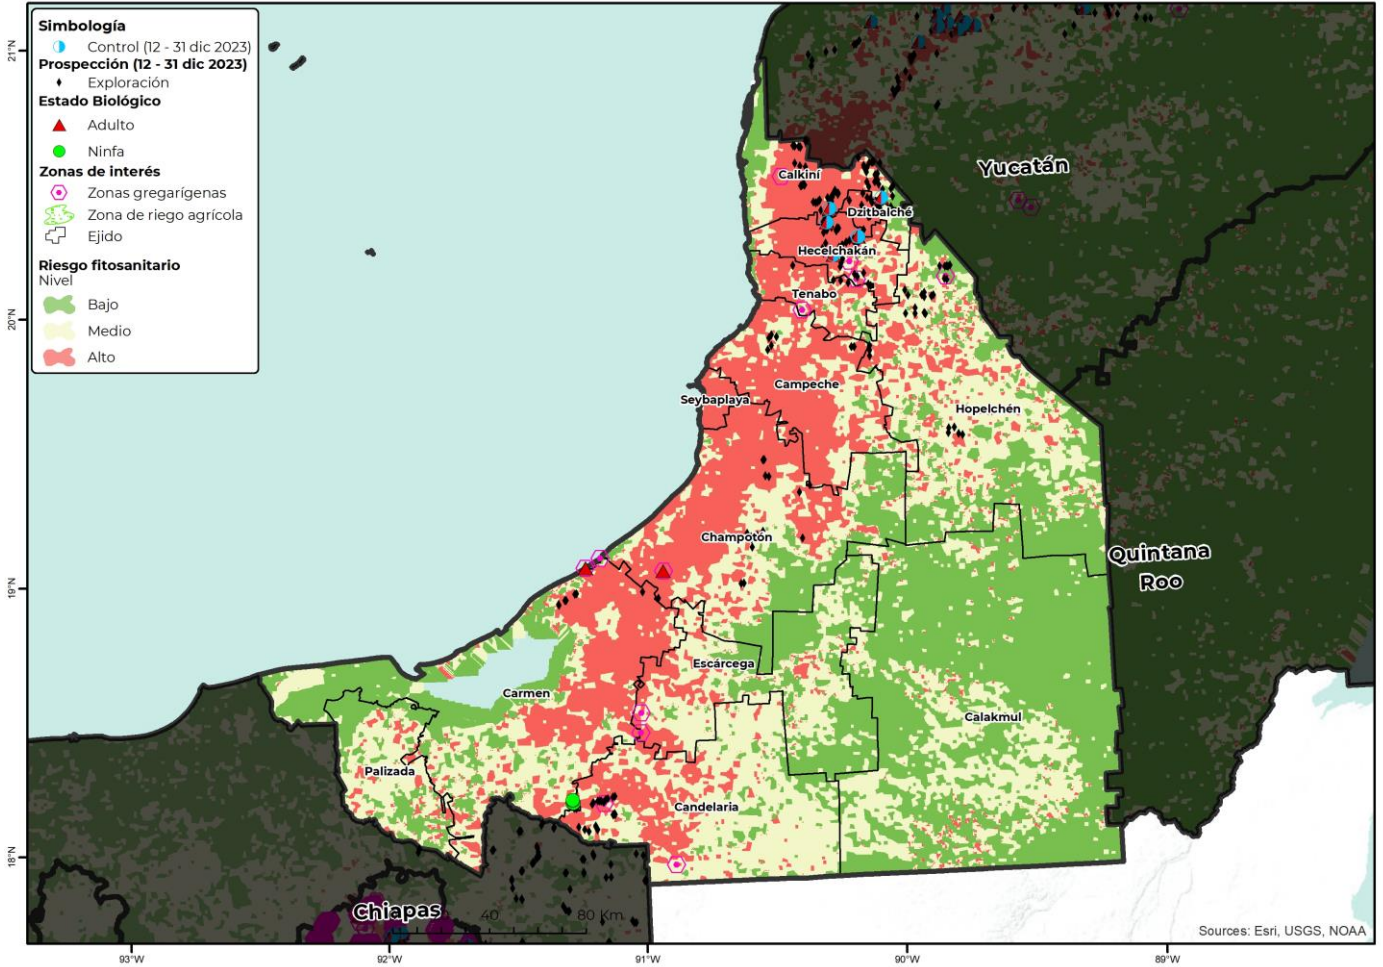 Simbología
Control (12 - 31 dic 2023)
Prospección (12 - 31 dic 2023)
Exploración
Estado Biológico
Adulto
Ninfa
Zonas de interés
Zonas gregarígenas
Zona de riego agrícola
Ejido
Riesgo fitosanitario
Nivel
Bajo
Medio
Alto
21°N
20°N
19°N
18°N
Yucatán
Calkiní
Dzitbalché
Hecelchakán
Tenabo
Campeche
Seybaplaya
Hopelchén
Champotón
Quintana
Roo
Escárcega
Carmen
Calakmul
Palizada
Candelaria
Chiapas
40
80 Km
Sources: Esri, USGS, NOAA
93°W
92°W
91°W
90°W
89°W